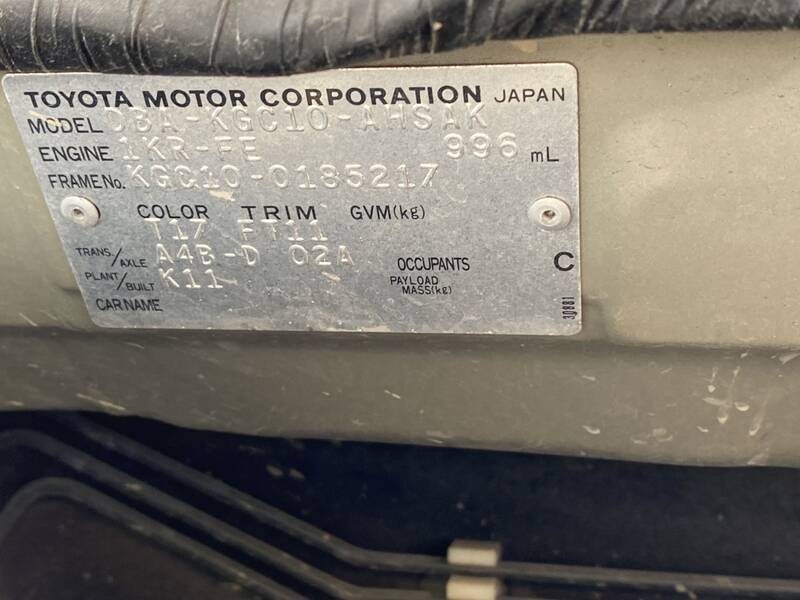 TOYOTA MOTOR CORPORATION JAPAN
MODEL DBA-KGC10-AHSAK
ENGINE 1KR-FE 996 mL
FRAME No. KGC10-0185217
COLOR TRIM GVM(kg)
T17 FT11
TRANS./AXLE A4B-D 02A OCCUPANTS C
PLANT/BUILT K11 PAYLOAD MASS(kg)
CAR NAME
30881